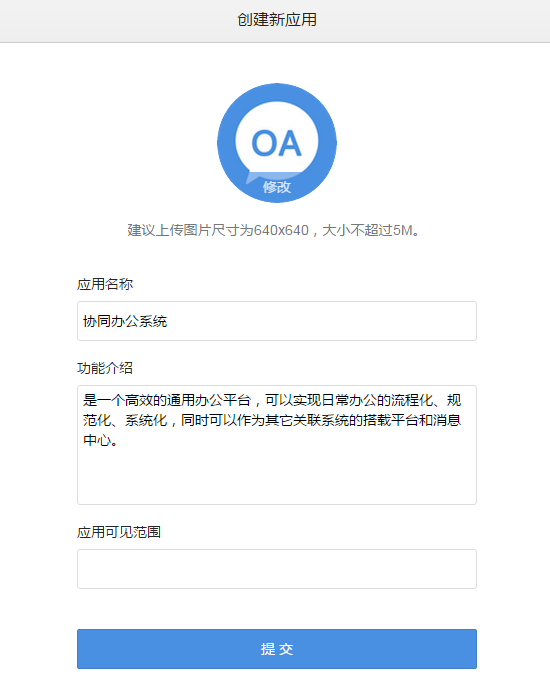 创建新应用
OA
修改
建议上传图片尺寸为640x640，大小不超过5M。
应用名称
协同办公系统
功能介绍
是一个高效的通用办公平台，可以实现日常办公的流程化、规
范化、系统化，同时可以作为其它关联系统的搭载平台和消息
中心。
应用可见范围
提 交